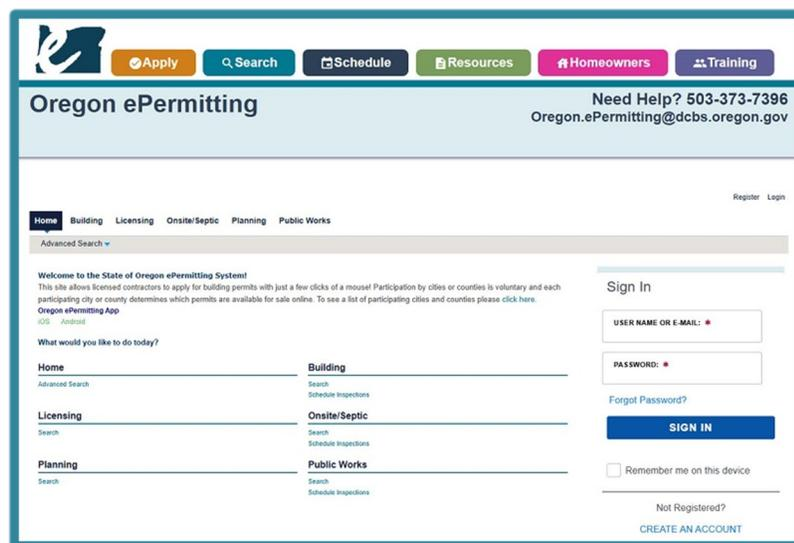 Apply
Search
Schedule
Resources
Homeowners
Training
Oregon ePermitting
Need Help? 503-373-7396
Oregon.ePermitting@dcbs.oregon.gov
Register Login
Home Building Licensing Onsite/Septic Planning Public Works
Advanced Search
Welcome to the State of Oregon ePermitting System!
This site allows licensed contractors to apply for building permits with just a few clicks of a mouse! Participation by cities or counties is voluntary and each
participating city or county determines which permits are available for sale online. To see a list of participating cities and counties please click here.
Oregon ePermitting App
iOS Android
What would you like to do today?
Home
Advanced Search
Building
Search
Schedule Inspections
Licensing
Search
Onsite/Septic
Search
Schedule Inspections
Planning
Search
Public Works
Search
Schedule Inspections
Sign In
USER NAME OR E-MAIL: *
PASSWORD: *
Forgot Password?
SIGN IN
Remember me on this device
Not Registered?
CREATE AN ACCOUNT